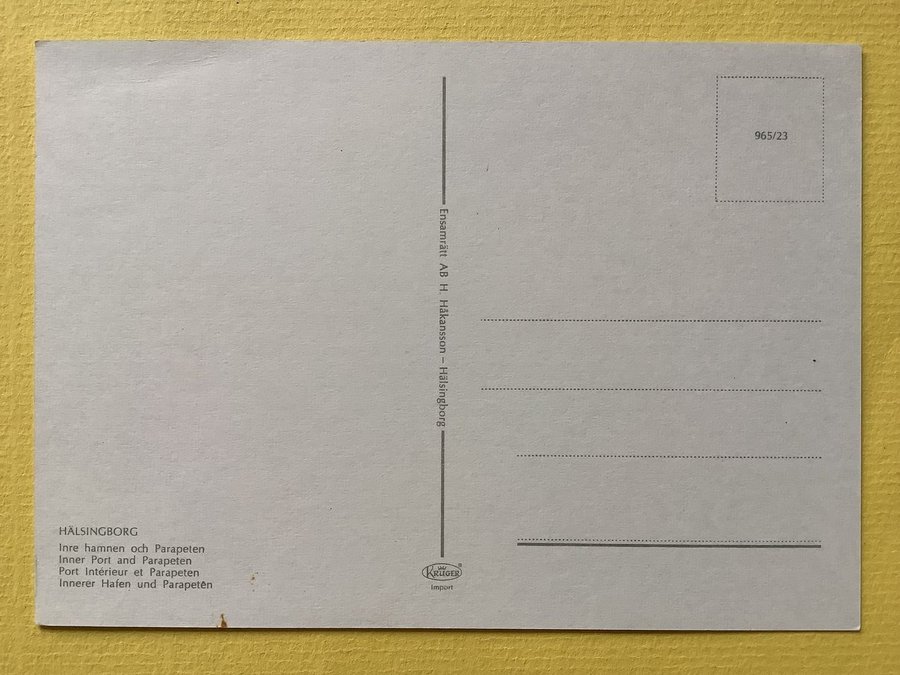 965/23
Ensamrätt AB H. Håkansson – Hälsingborg
HÄLSINGBORG
Inre hamnen och Parapeten
Inner Port and Parapeten
Port Intérieur et Parapeten
Innerer Hafen und Parapeten
KRÜGER®
Import